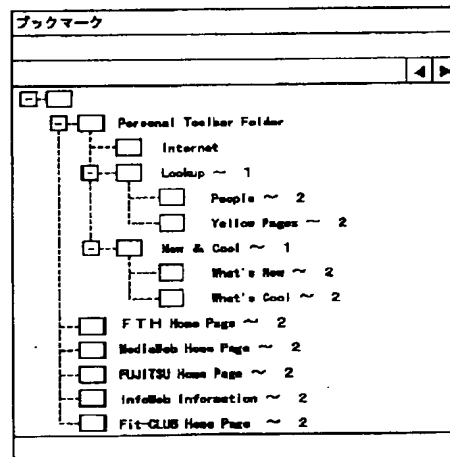 ブックマーク
Personal Toolbar Folder
Internet
Lookup ～ 1
People ～ 2
Yellow Pages ～ 2
New & Cool ～ 1
What's New ～ 2
What's Cool ～ 2
ＦＴＨ Home Page ～ 2
MediaWeb Home Page ～ 2
FUJITSU Home Page ～ 2
InfoWeb Information ～ 2
Fit-CLUB Home Page ～ 2